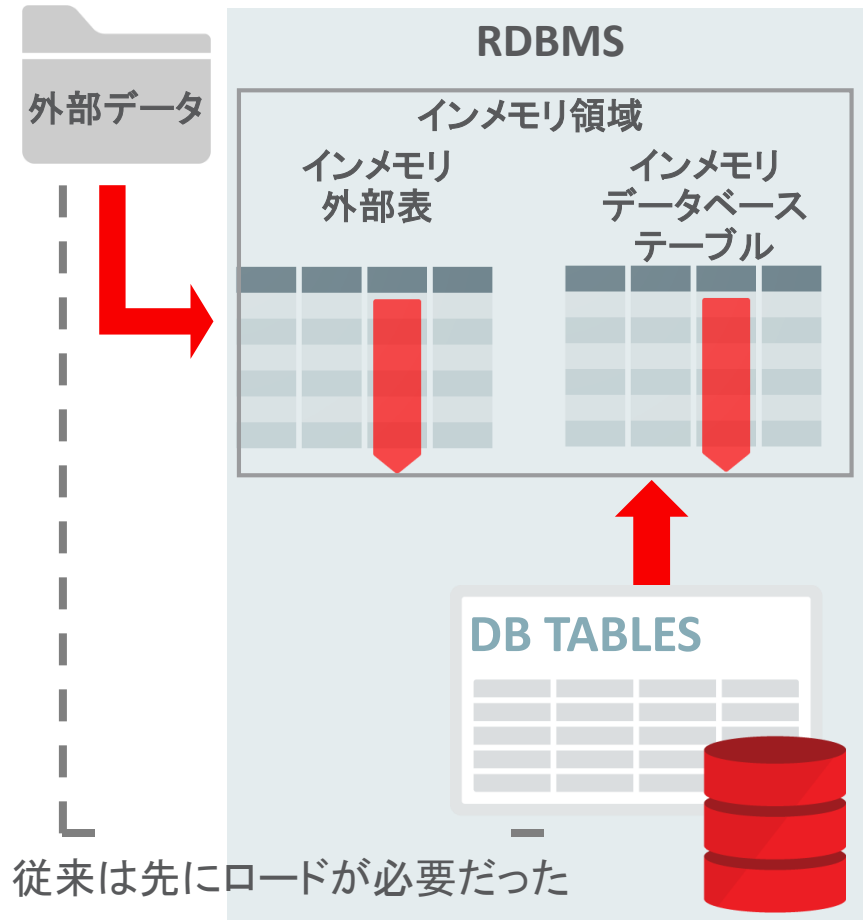 RDBMS
外部データ
インメモリ領域
インメモリ
外部表
インメモリ
データベース
テーブル
DB TABLES
従来は先にロードが必要だった